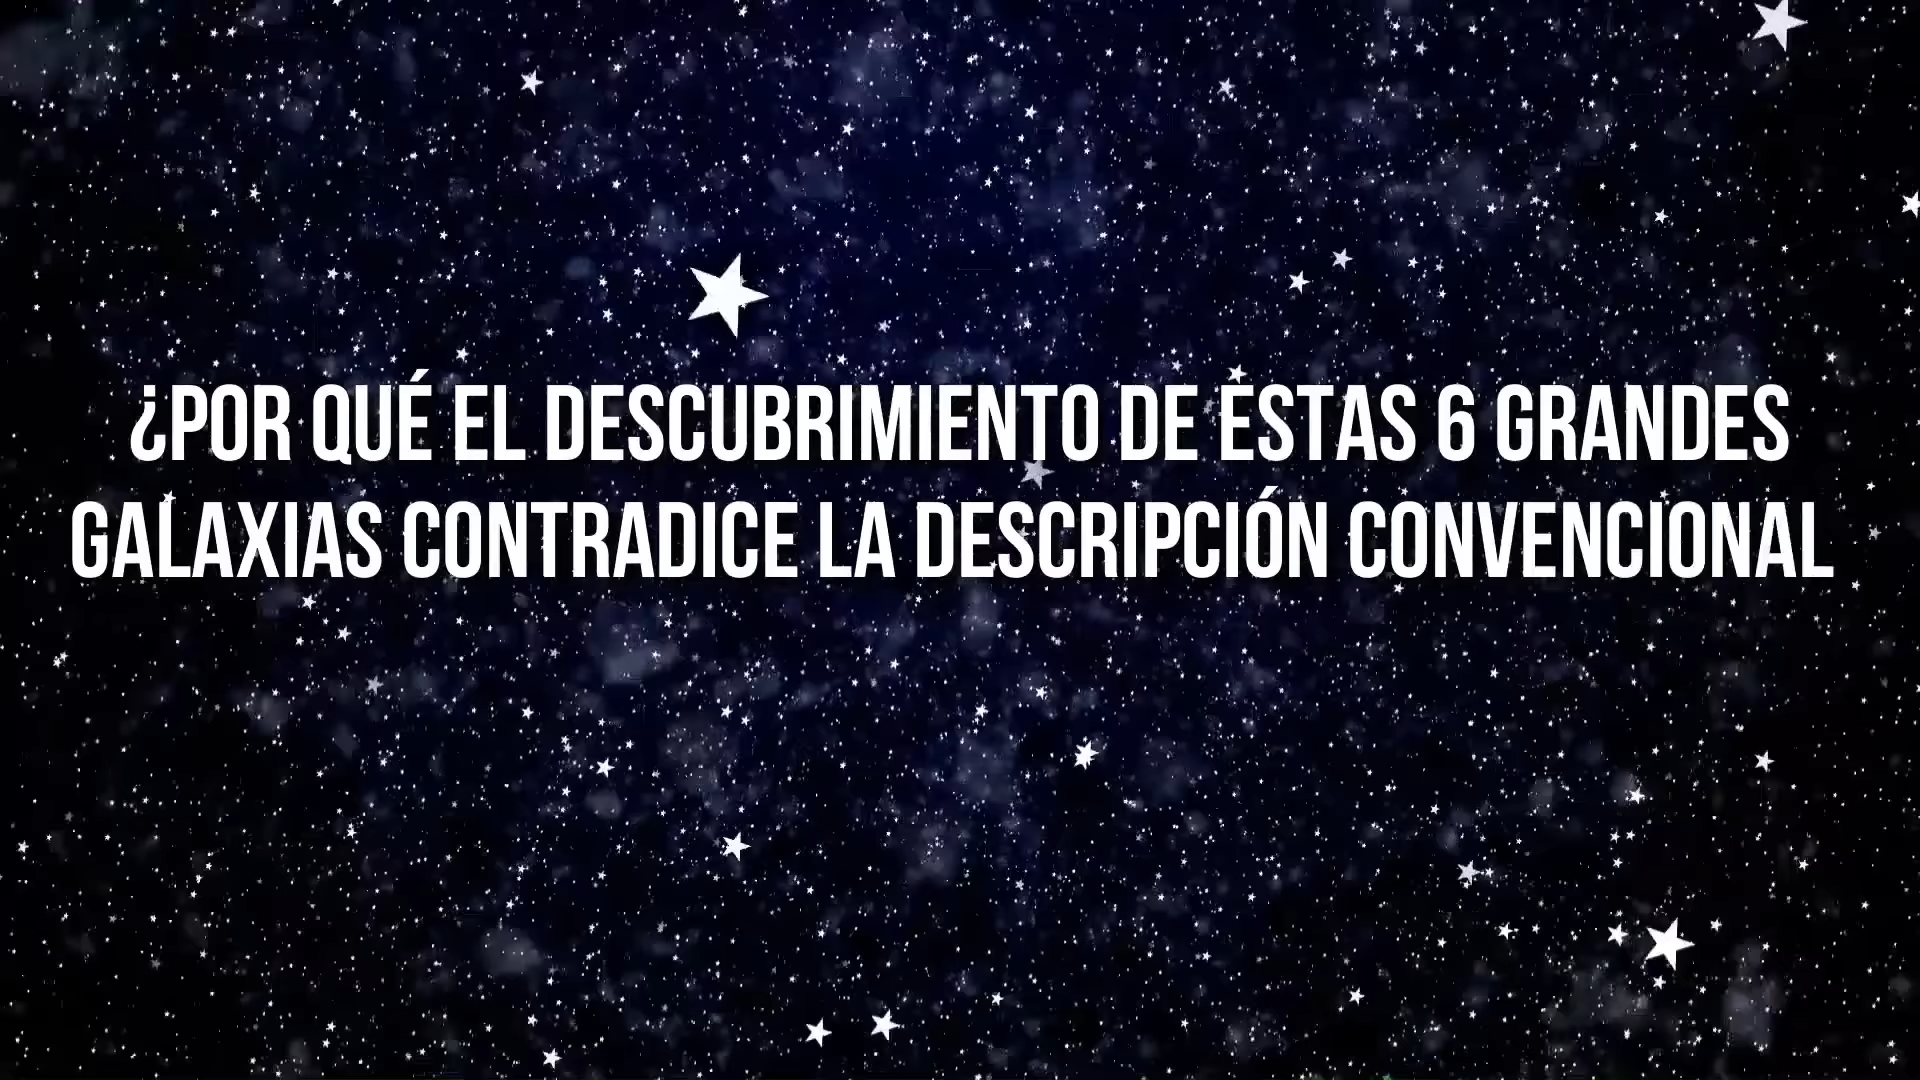 ¿POR QUÉ EL DESCUBRIMIENTO DE ESTAS 6 GRANDES
GALAXIAS CONTRADICE LA DESCRIPCIÓN CONVENCIONAL